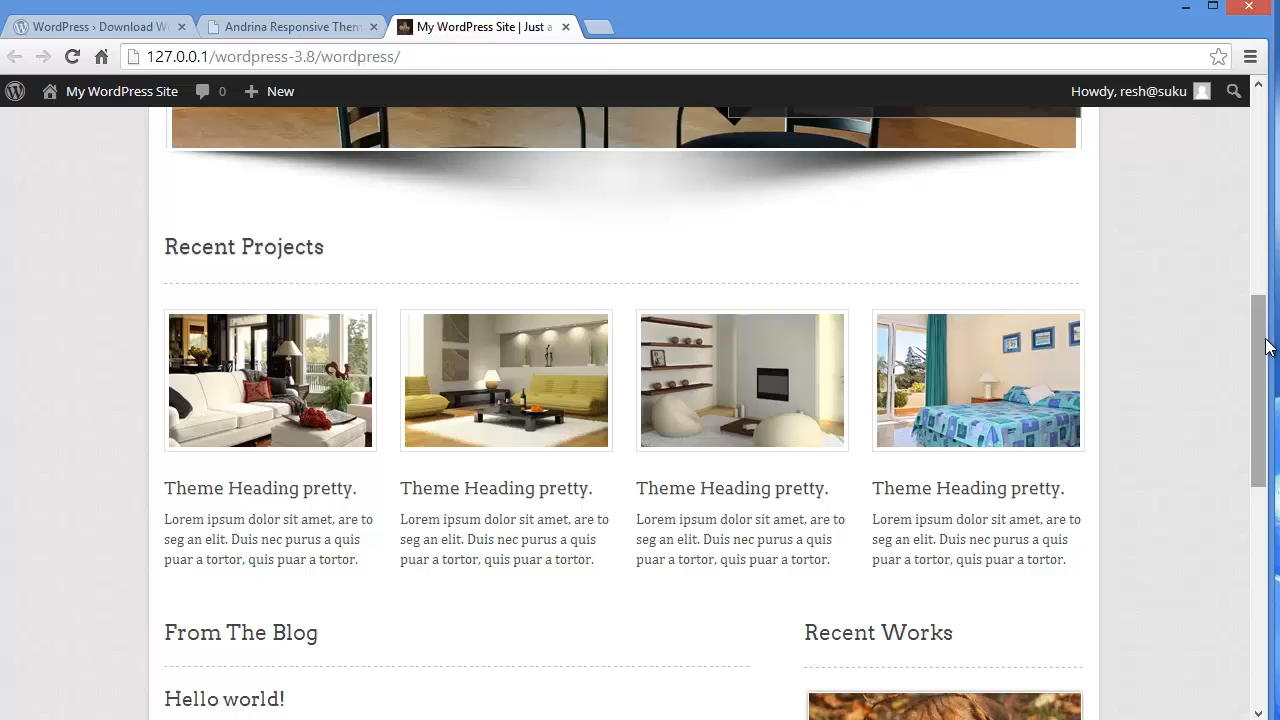 WordPress › Download W
Andrina Responsive Them
My WordPress Site | Just a
127.0.0.1/wordpress-3.8/wordpress/
My WordPress Site
0
New
Howdy, resh@suku
Recent Projects
Theme Heading pretty.
Lorem ipsum dolor sit amet, are to
seg an elit. Duis nec purus a quis
puar a tortor, quis puar a tortor.
Theme Heading pretty.
Lorem ipsum dolor sit amet, are to
seg an elit. Duis nec purus a quis
puar a tortor, quis puar a tortor.
Theme Heading pretty.
Lorem ipsum dolor sit amet, are to
seg an elit. Duis nec purus a quis
puar a tortor, quis puar a tortor.
Theme Heading pretty.
Lorem ipsum dolor sit amet, are to
seg an elit. Duis nec purus a quis
puar a tortor, quis puar a tortor.
From The Blog
Hello world!
Recent Works